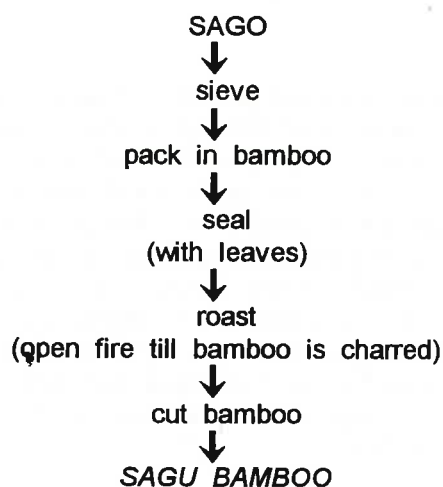 SAGO
sieve
pack in bamboo
seal
(with leaves)
roast
(open fire till bamboo is charred)
cut bamboo
SAGU BAMBOO